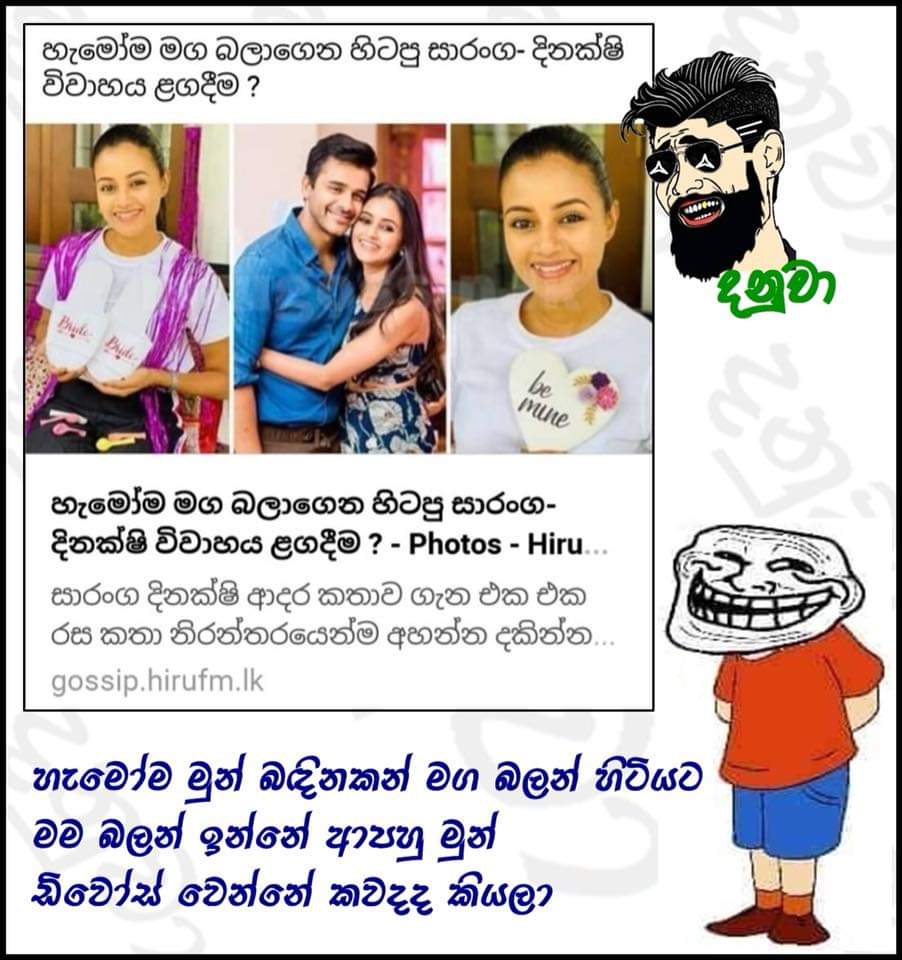 හැමෝම මග බලාගෙන හිටපු සාරංග- දිනක්ෂි
විවාහය ළගදීම ?
Bride
Bride
be
mine
දනුවා
හැමෝම මග බලාගෙන හිටපු සාරංග-
දිනක්ෂි විවාහය ළගදීම ? - Photos - Hiru...
සාරංග දිනක්ෂි ආදර කතාව ගැන එක එක
රස කතා නිරන්තරයෙන්ම අහන්න දකින්න...
gossip.hirufm.lk
හැමෝම මුන් බඳිනකන් මග බලන් හිටියට
මම බලන් ඉන්නේ ආපහු මුන්
ඩිවෝස් වෙන්නේ කවදද කියලා